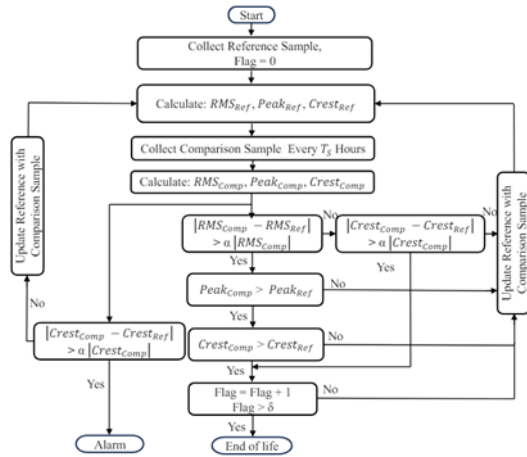 Start
Collect Reference Sample,
Flag = 0
Calculate: RMS_Ref, Peak_Ref, Crest_Ref
Collect Comparison Sample Every T_S Hours
Calculate: RMS_Comp, Peak_Comp, Crest_Comp
Update Reference with
Comparison Sample
|RMS_Comp − RMS_Ref|
> α |RMS_Comp|
No
|Crest_Comp − Crest_Ref|
> α |Crest_Comp|
No
Update Reference with
Comparison Sample
Yes
Yes
Peak_Comp > Peak_Ref
No
No
Yes
|Crest_Comp − Crest_Ref|
> α |Crest_Comp|
Crest_Comp > Crest_Ref
No
Yes
Yes
Flag = Flag + 1
Flag > δ
No
Yes
Alarm
End of life